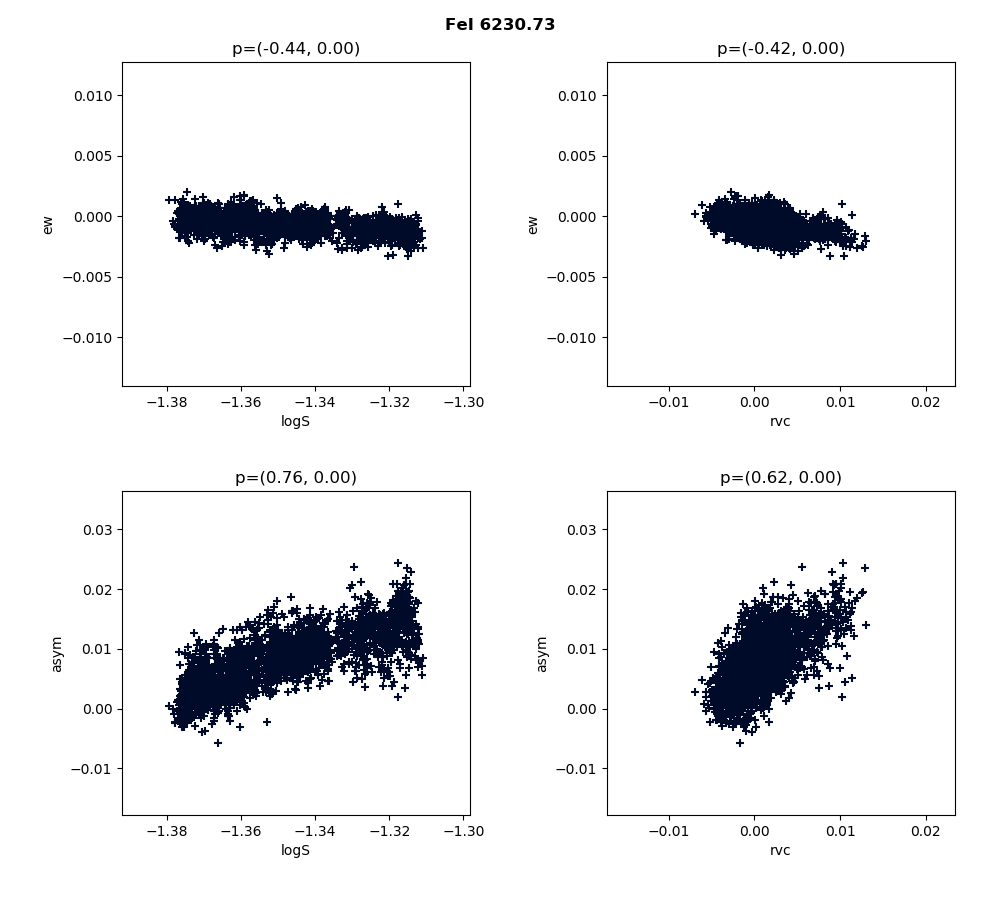 FeI 6230.73
p=(-0.44, 0.00)
p=(-0.42, 0.00)
0.010
0.005
0.000
−0.005
−0.010
ew
−1.38 −1.36 −1.34 −1.32 −1.30
logS
0.010
0.005
0.000
−0.005
−0.010
ew
−0.01 0.00 0.01 0.02
rvc
p=(0.76, 0.00)
p=(0.62, 0.00)
0.03
0.02
0.01
0.00
−0.01
asym
−1.38 −1.36 −1.34 −1.32 −1.30
logS
0.03
0.02
0.01
0.00
−0.01
asym
−0.01 0.00 0.01 0.02
rvc